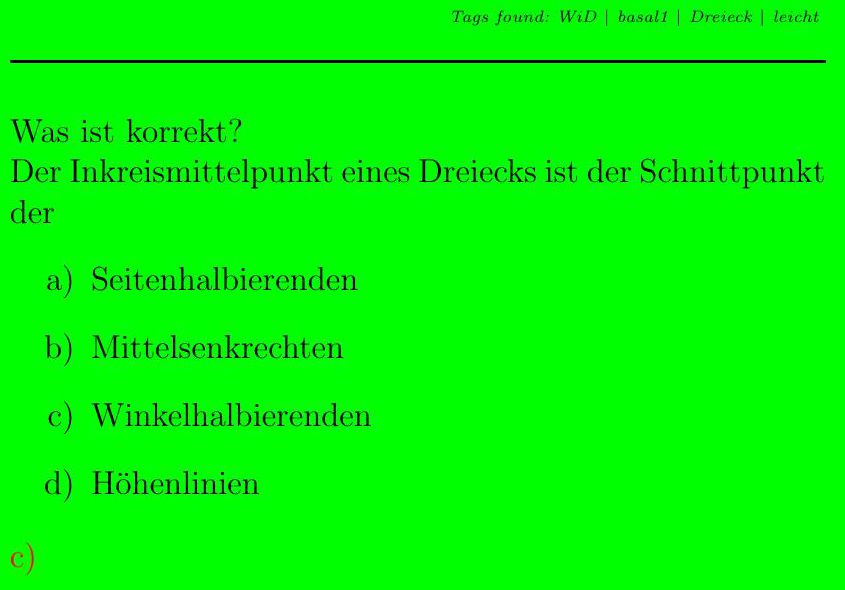 Tags found: WiD | basal1 | Dreieck | leicht
Was ist korrekt?
Der Inkreismittelpunkt eines Dreiecks ist der Schnittpunkt
der
a) Seitenhalbierenden
b) Mittelsenkrechten
c) Winkelhalbierenden
d) Höhenlinien
c)